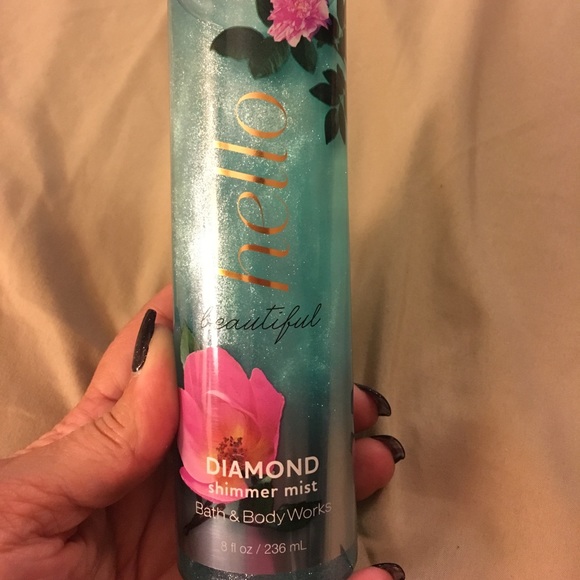 hello
beautiful
DIAMOND
shimmer mist
Bath & Body Works
8 fl oz / 236 mL